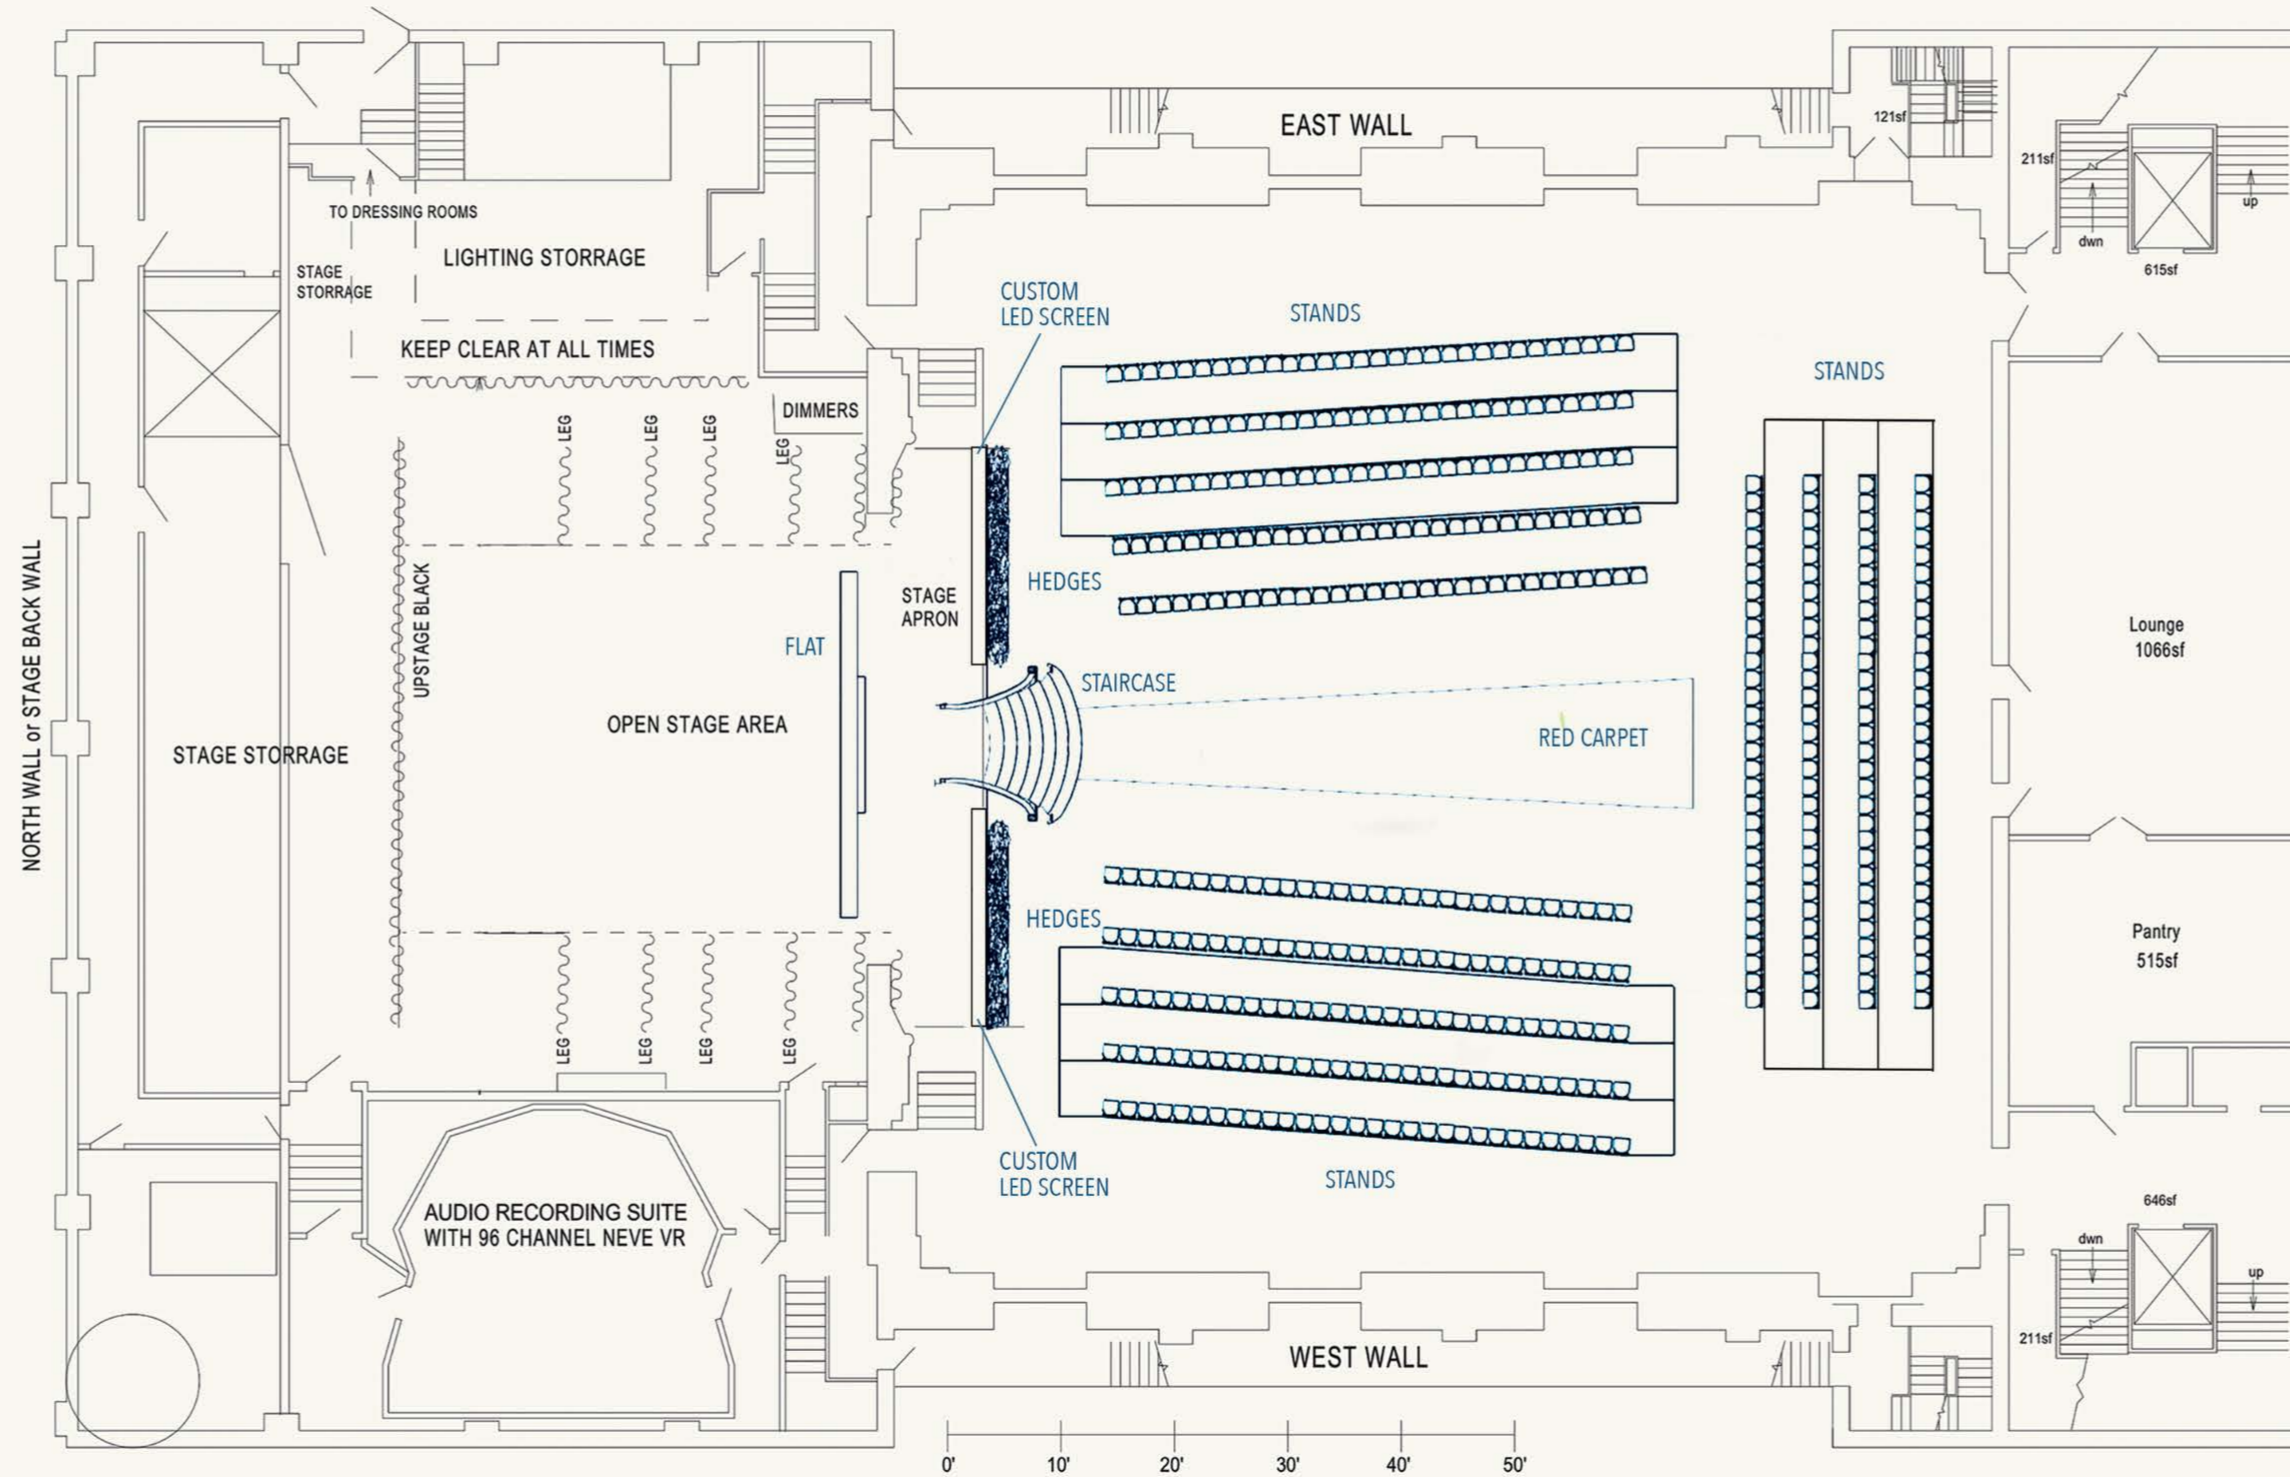 EAST WALL
121sf
211sf
up
dwn
615sf
TO DRESSING ROOMS
LIGHTING STORRAGE
STAGE
STORRAGE
KEEP CLEAR AT ALL TIMES
CUSTOM
LED SCREEN
STANDS
STANDS
DIMMERS
LEG
LEG
LEG
LEG
NORTH WALL or STAGE BACK WALL
UPSTAGE BLACK
HEDGES
STAGE
APRON
FLAT
STAIRCASE
OPEN STAGE AREA
RED CARPET
STAGE STORRAGE
Lounge
1066sf
HEDGES
Pantry
515sf
LEG
LEG
LEG
LEG
CUSTOM
LED SCREEN
STANDS
AUDIO RECORDING SUITE
WITH 96 CHANNEL NEVE VR
646sf
dwn
up
211sf
WEST WALL
0'
10'
20'
30'
40'
50'